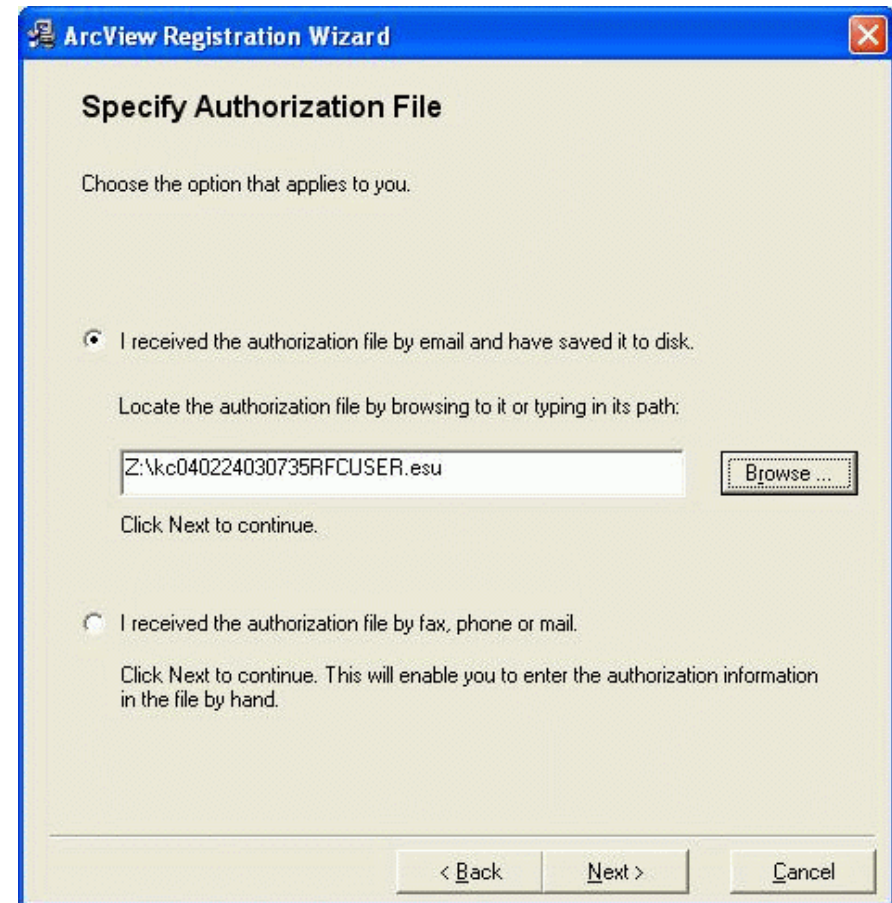 ArcView Registration Wizard
Specify Authorization File
Choose the option that applies to you.
I received the authorization file by email and have saved it to disk.
Locate the authorization file by browsing to it or typing in its path:
Z:\kc040224030735RFCUSER.esu
Browse ...
Click Next to continue.
I received the authorization file by fax, phone or mail.
Click Next to continue. This will enable you to enter the authorization information
in the file by hand.
< Back Next > Cancel